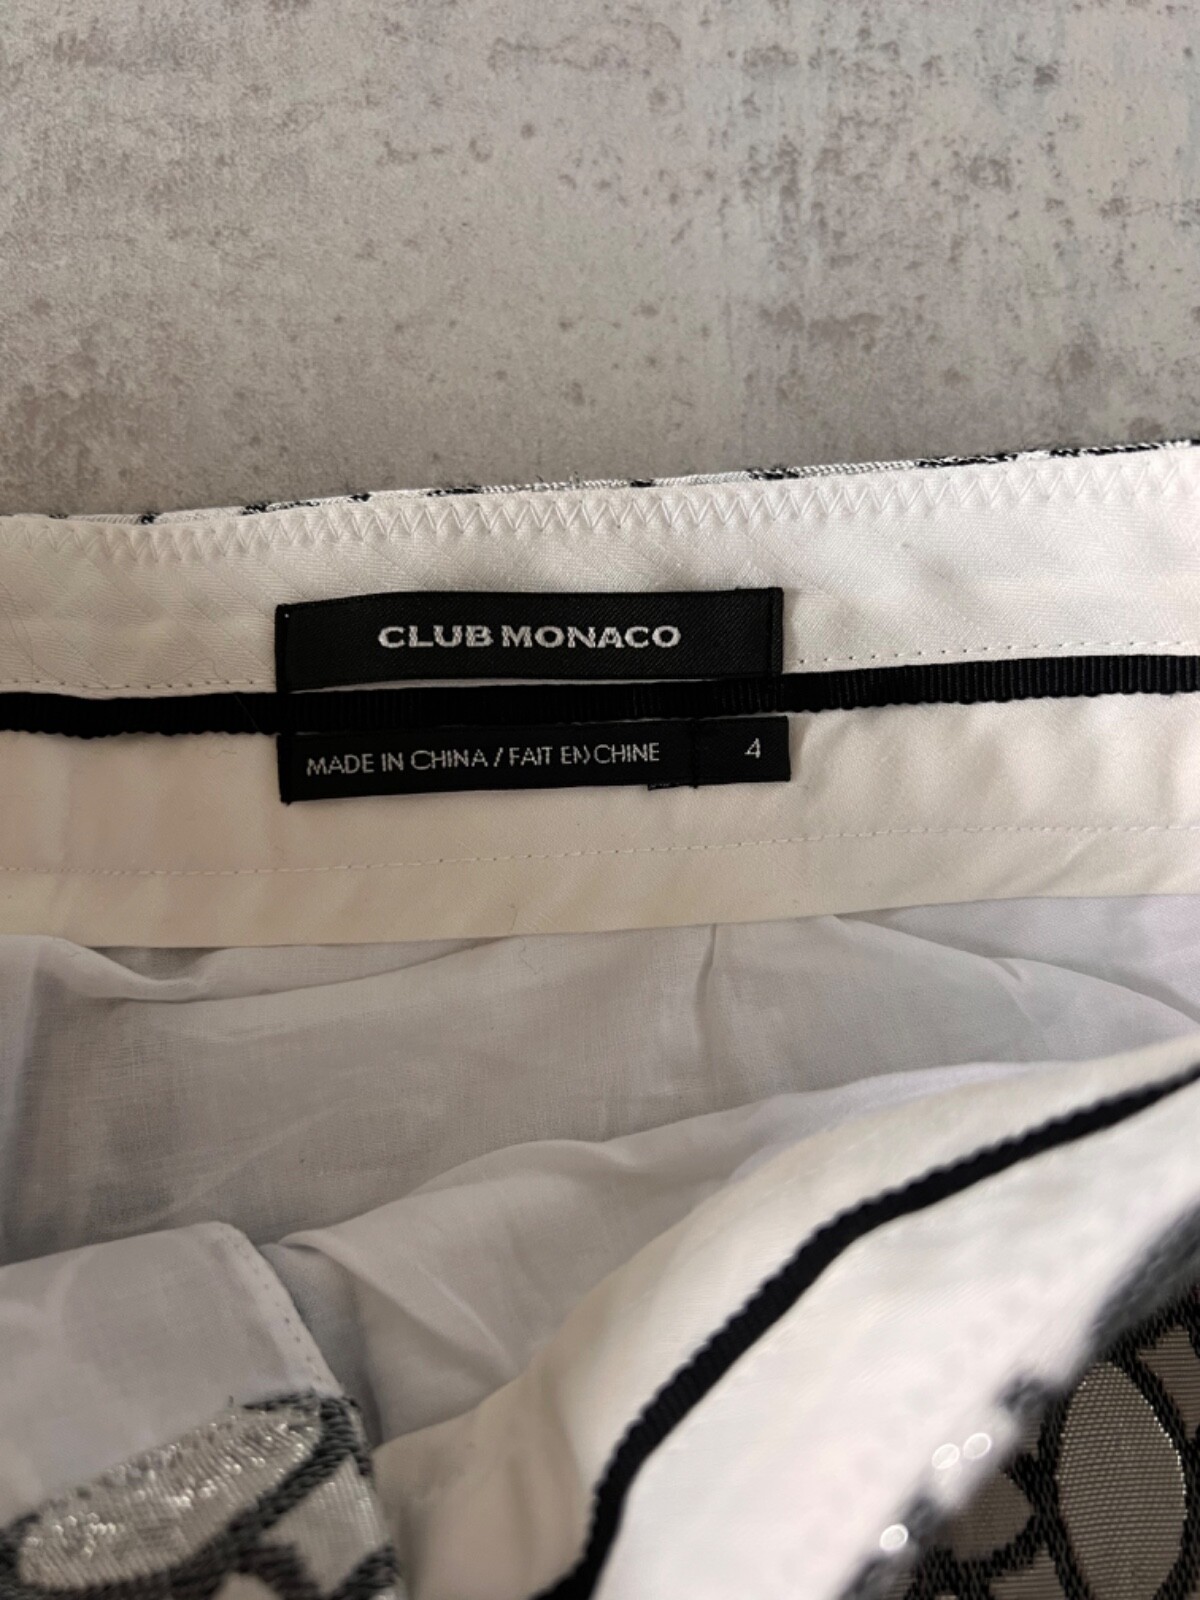 CLUB MONACO
MADE IN CHINA / FAIT EN CHINE 4